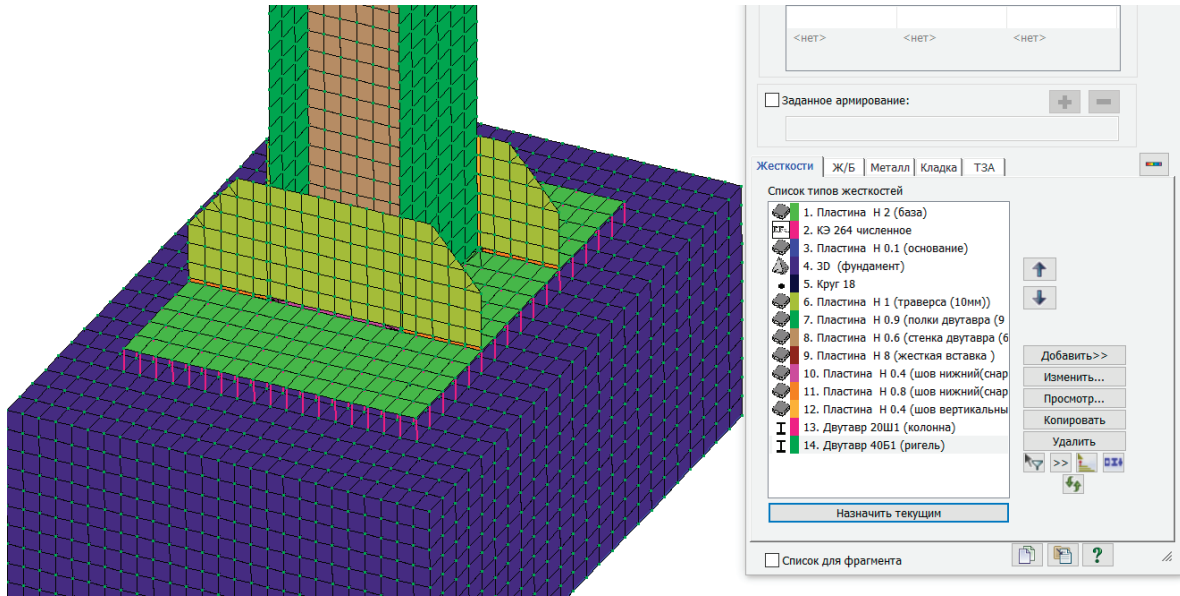 <нет> <нет> <нет>
Заданное армирование:
Жесткости Ж/Б Металл Кладка ТЗА
Список типов жесткостей
1. Пластина Н 2 (база)
2. КЭ 264 численное
3. Пластина Н 0.1 (основание)
4. 3D (фундамент)
5. Круг 18
6. Пластина Н 1 (траверса (10мм))
7. Пластина Н 0.9 (полки двутавра (9
8. Пластина Н 0.6 (стенка двутавра (6
9. Пластина Н 8 (жесткая вставка )
10. Пластина Н 0.4 (шов нижний(снар
11. Пластина Н 0.8 (шов нижний(снар
12. Пластина Н 0.4 (шов вертикальны
13. Двутавр 20Ш1 (колонна)
14. Двутавр 40Б1 (ригель)
Добавить>>
Изменить...
Просмотр...
Копировать
Удалить
>>
Назначить текущим
Список для фрагмента
?